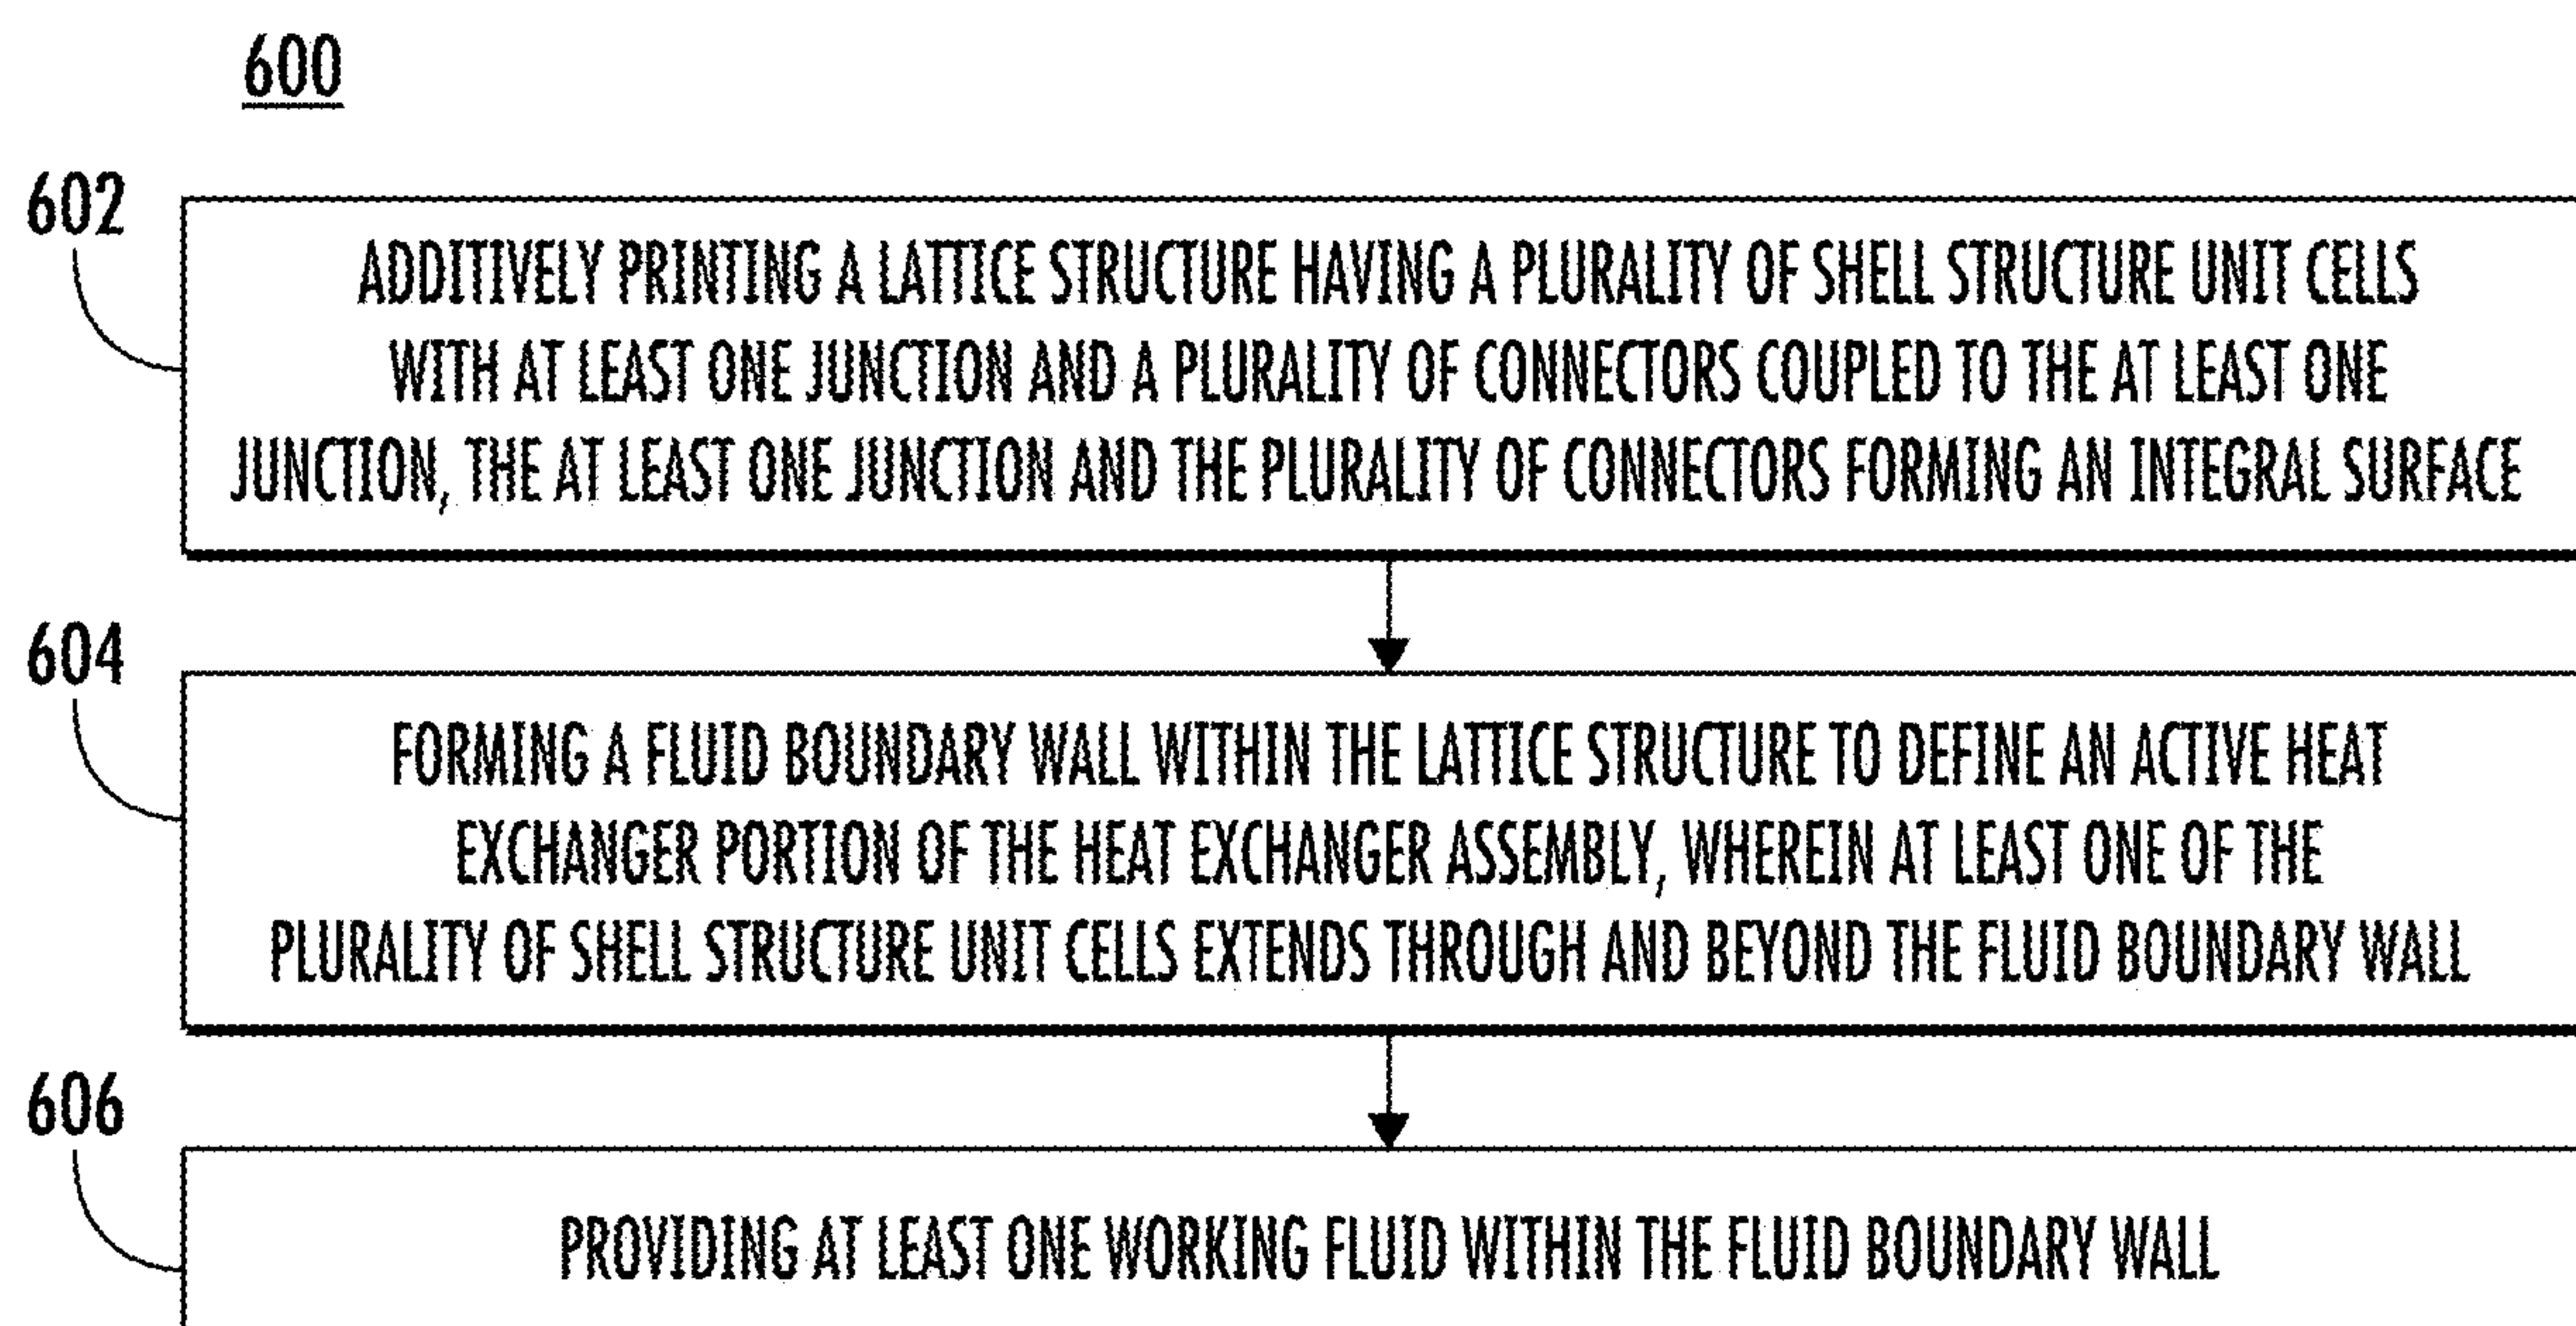 600
602
ADDITIVELY PRINTING A LATTICE STRUCTURE HAVING A PLURALITY OF SHELL STRUCTURE UNIT CELLS
WITH AT LEAST ONE JUNCTION AND A PLURALITY OF CONNECTORS COUPLED TO THE AT LEAST ONE
JUNCTION, THE AT LEAST ONE JUNCTION AND THE PLURALITY OF CONNECTORS FORMING AN INTEGRAL SURFACE
604
FORMING A FLUID BOUNDARY WALL WITHIN THE LATTICE STRUCTURE TO DEFINE AN ACTIVE HEAT
EXCHANGER PORTION OF THE HEAT EXCHANGER ASSEMBLY, WHEREIN AT LEAST ONE OF THE
PLURALITY OF SHELL STRUCTURE UNIT CELLS EXTENDS THROUGH AND BEYOND THE FLUID BOUNDARY WALL
606
PROVIDING AT LEAST ONE WORKING FLUID WITHIN THE FLUID BOUNDARY WALL